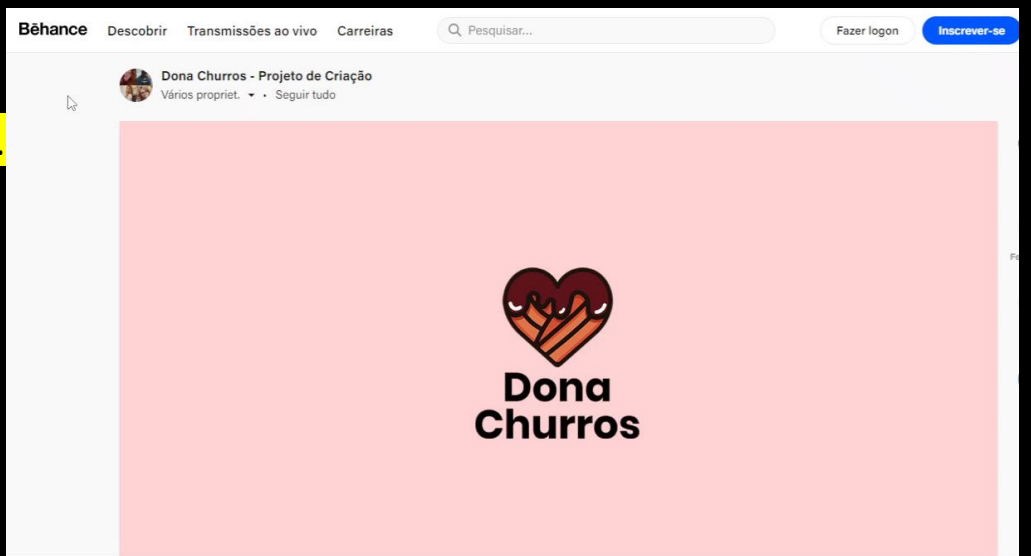 Bēhance Descobrir Transmissões ao vivo Carreiras Pesquisar... Fazer logon Inscrever-se
Dona Churros - Projeto de Criação
Vários propriet. • Seguir tudo
Dona
Churros